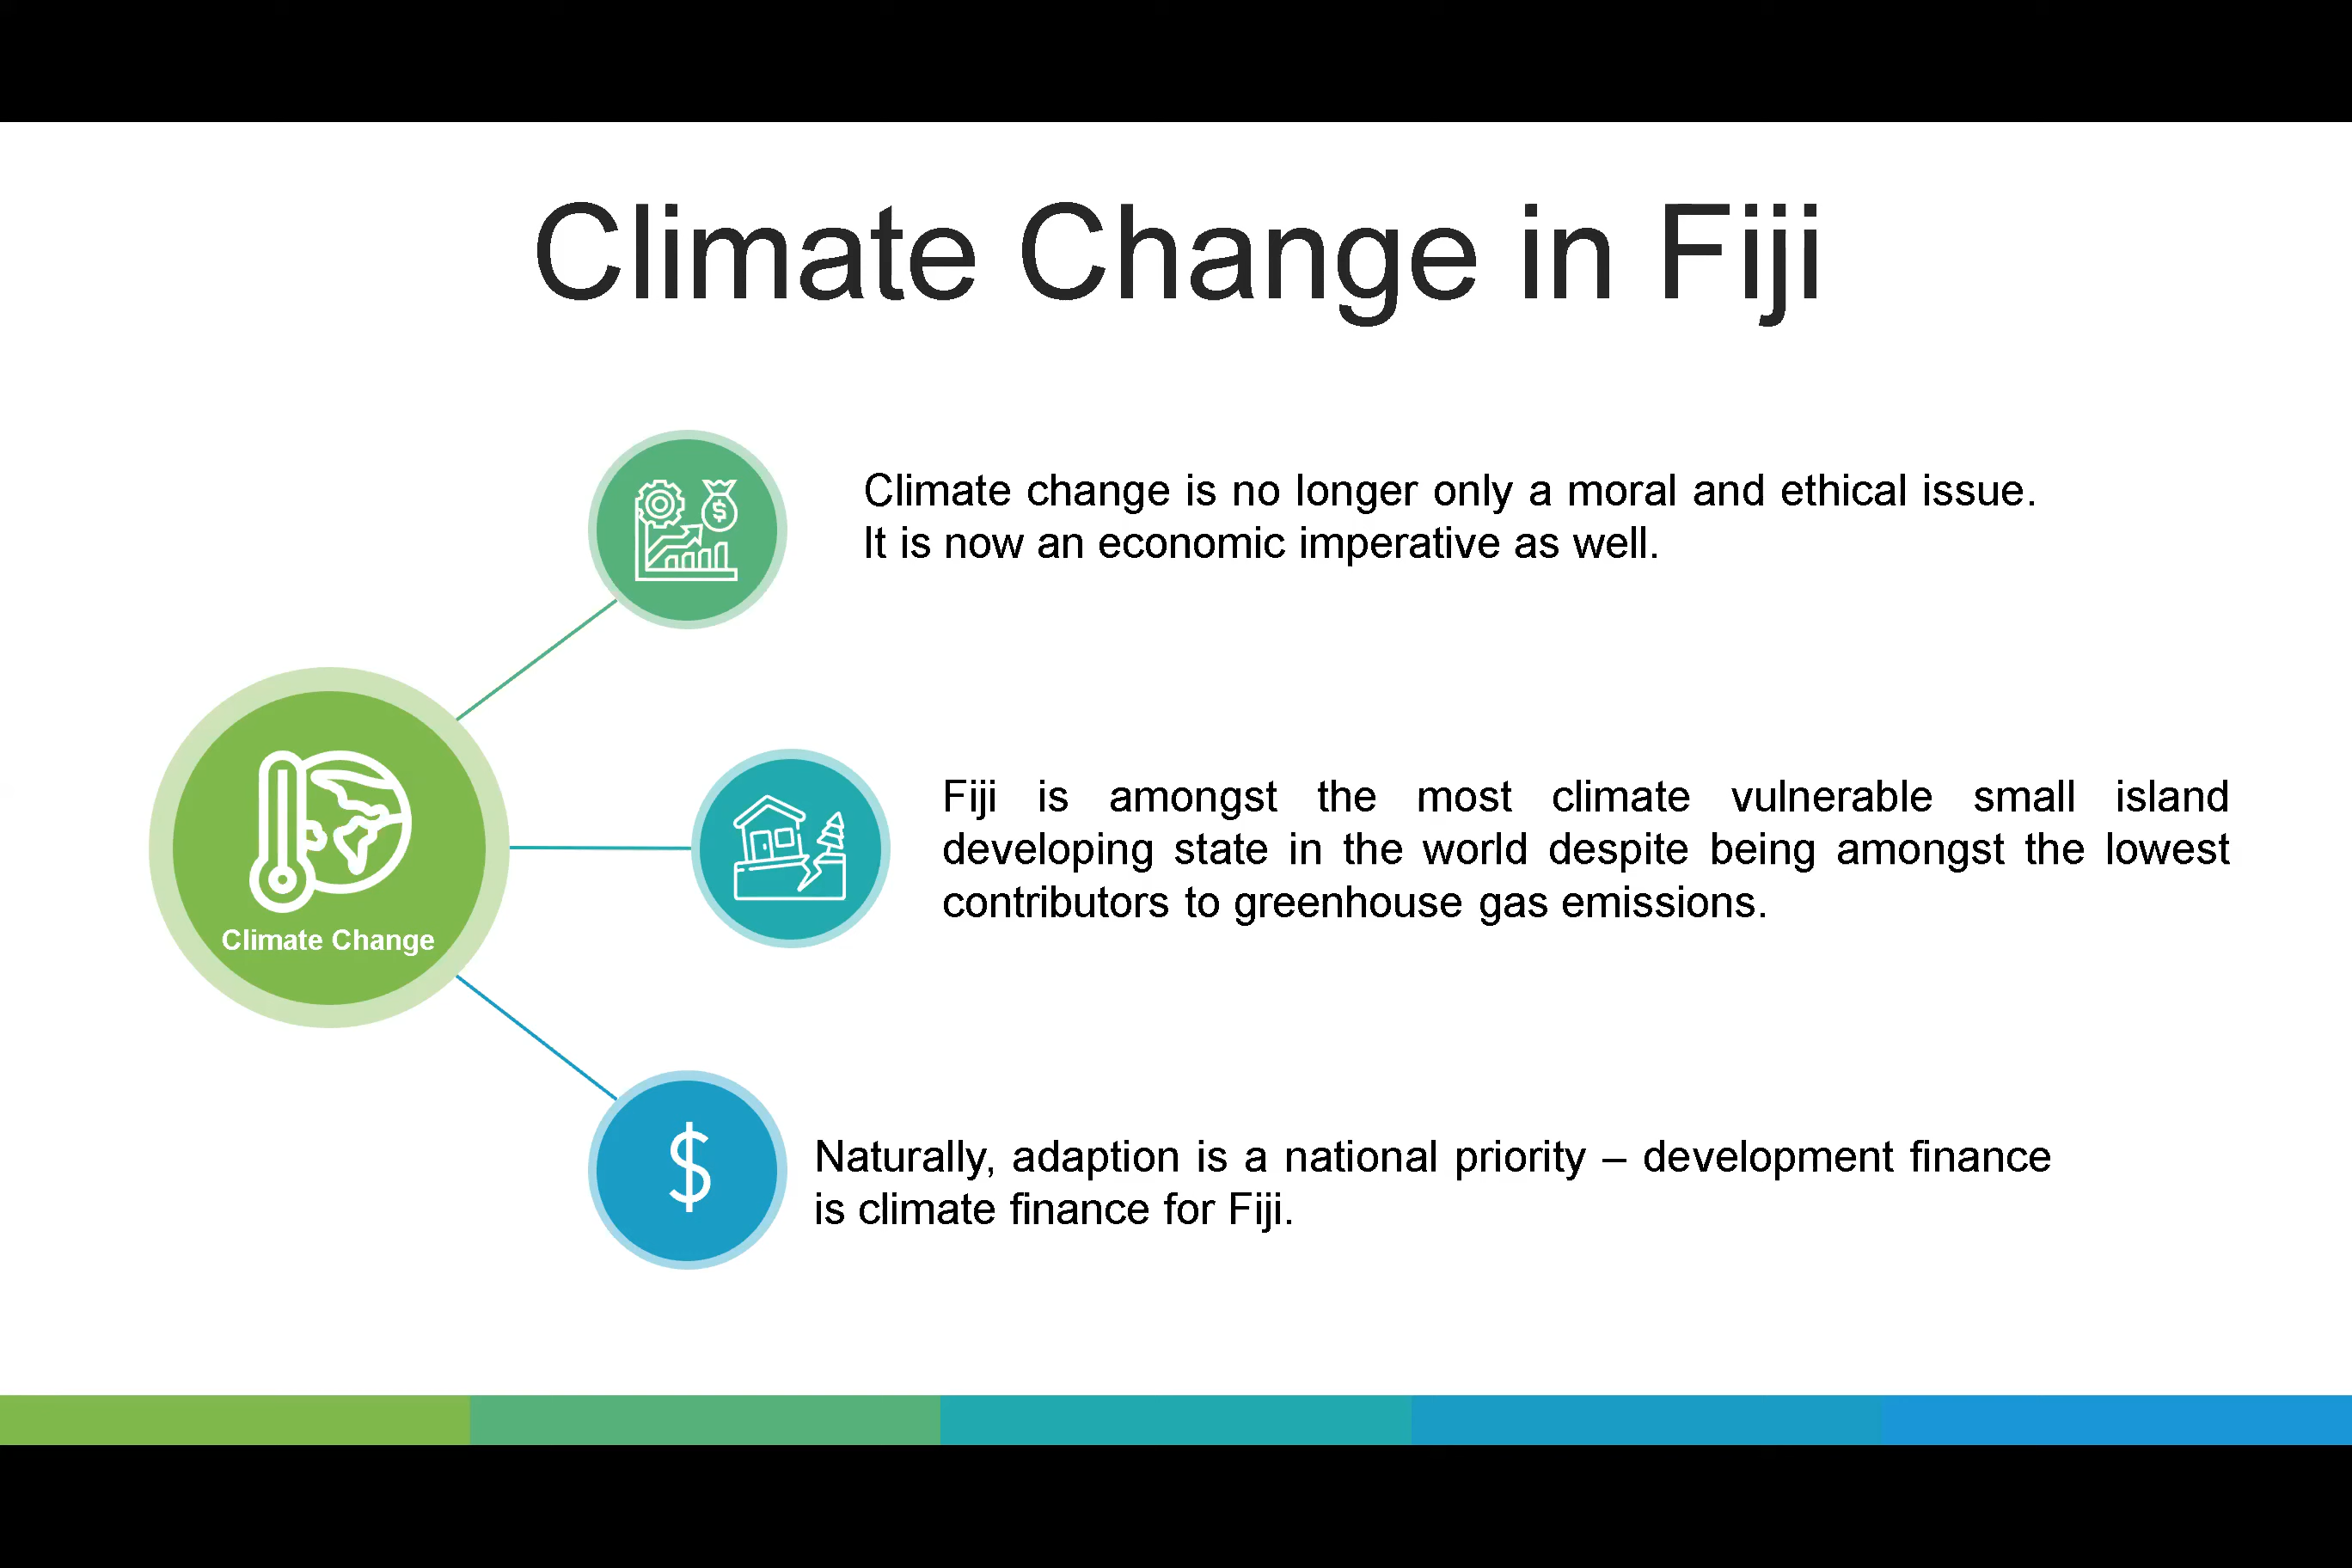 Climate Change in Fiji
Climate change is no longer only a moral and ethical issue.
It is now an economic imperative as well.
Fiji is amongst the most climate vulnerable small island
developing state in the world despite being amongst the lowest
contributors to greenhouse gas emissions.
Climate Change
$
Naturally, adaption is a national priority – development finance
is climate finance for Fiji.